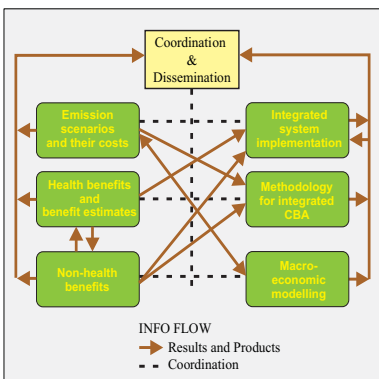 Coordination
&
Dissemination
Emission
scenarios
and their costs
Integrated
system
implementation
Health benefits
and
benefit estimates
Methodology
for integrated
CBA
Non-health
benefits
Macro-
economic
modelling
INFO FLOW
Results and Products
Coordination